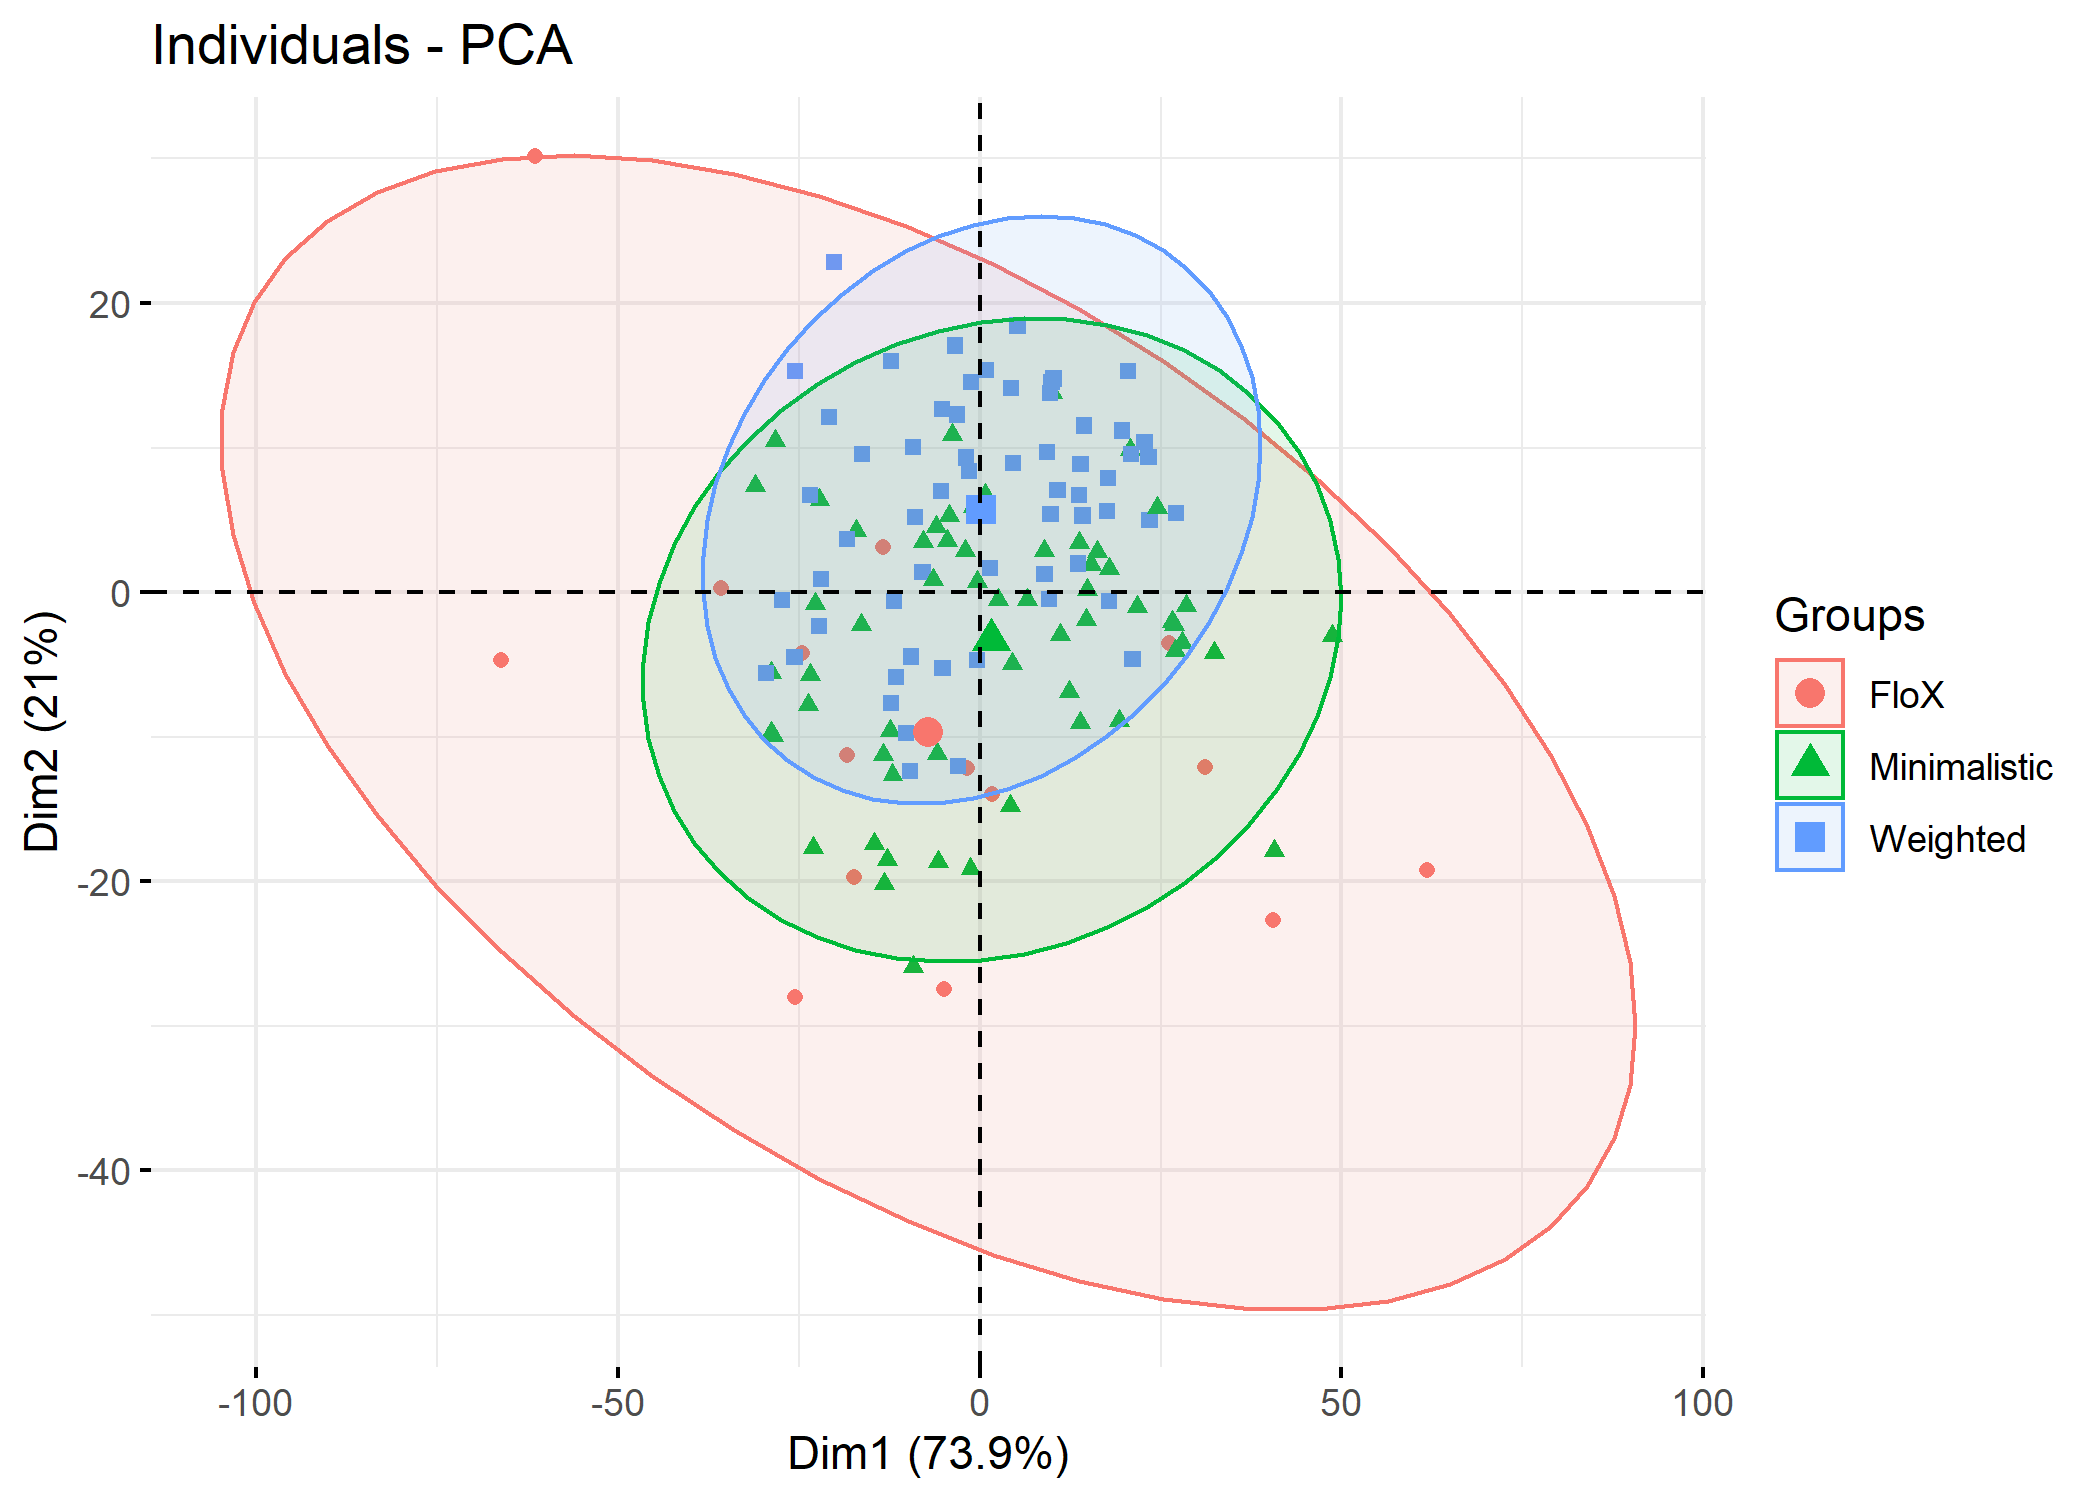 Individuals - PCA
20
0
-20
-40
Dim2 (21%)
-100
-50
0
50
100
Dim1 (73.9%)
Groups
FloX
Minimalistic
Weighted